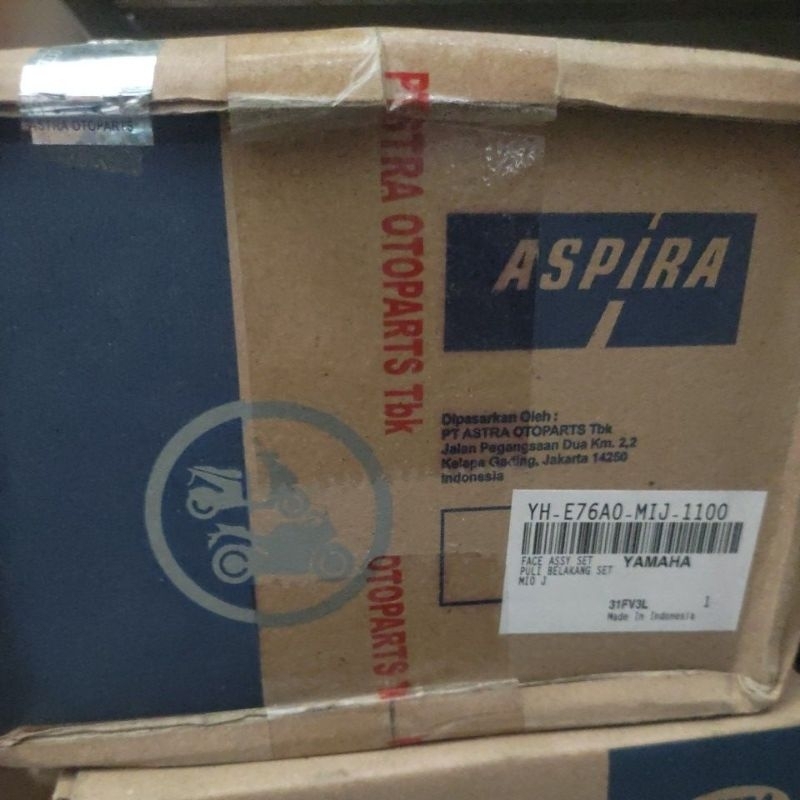 ASTRA OTOPARTS
PT ASTRA OTOPARTS Tbk
ASPIRA
Dipasarkan Oleh :
PT ASTRA OTOPARTS Tbk
Jalan Pegangsaan Dua Km. 2,2
Kelapa Gading, Jakarta 14250
Indonesia
YH-E76A0-MIJ-1100
FACE ASSY SET YAMAHA
PULI BELAKANG SET
MIO J
31FV3L 1
Made In Indonesia
OTOPARTS